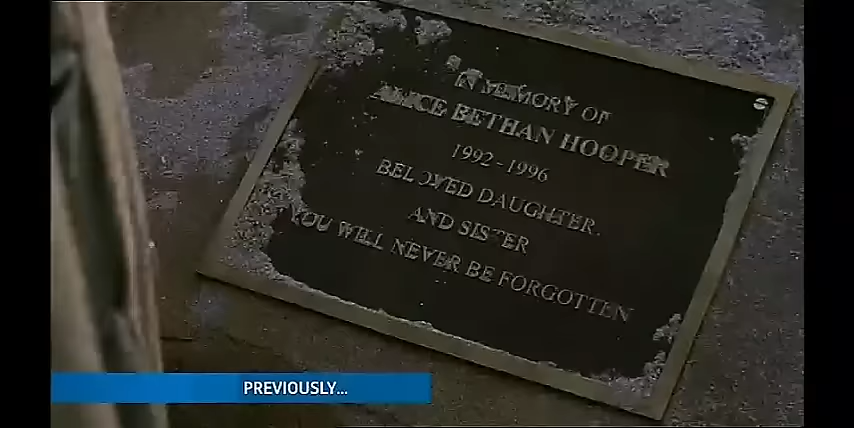 IN MEMORY OF
ALICE BETHAN HOOPER
1992-1996
BELOVED DAUGHTER.
AND SISTER
YOU WILL NEVER BE FORGOTTEN
PREVIOUSLY...